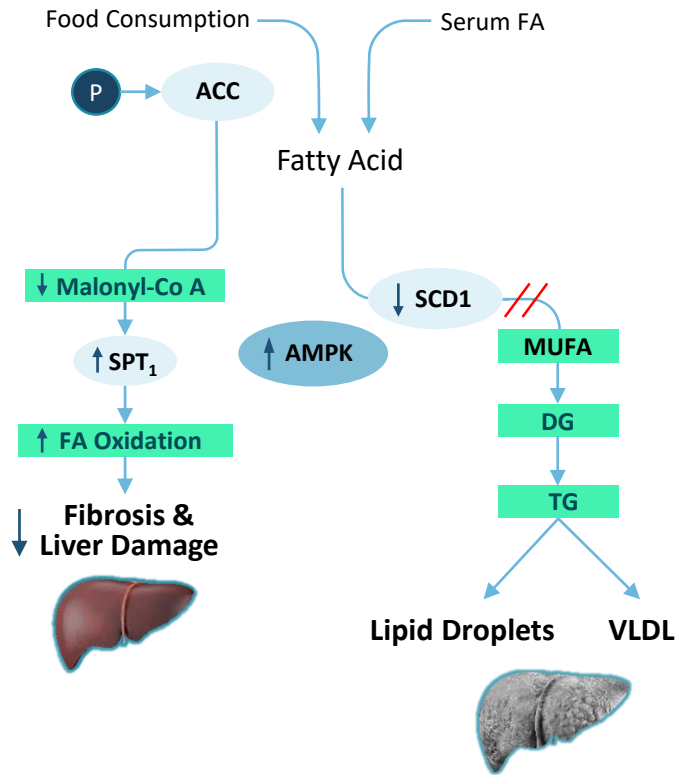 Food Consumption
Serum FA
P
ACC
Fatty Acid
↓ Malonyl-Co A
↓ SCD1
↑ SPT₁
↑ AMPK
MUFA
↑ FA Oxidation
DG
↓ Fibrosis &
Liver Damage
TG
Lipid Droplets
VLDL